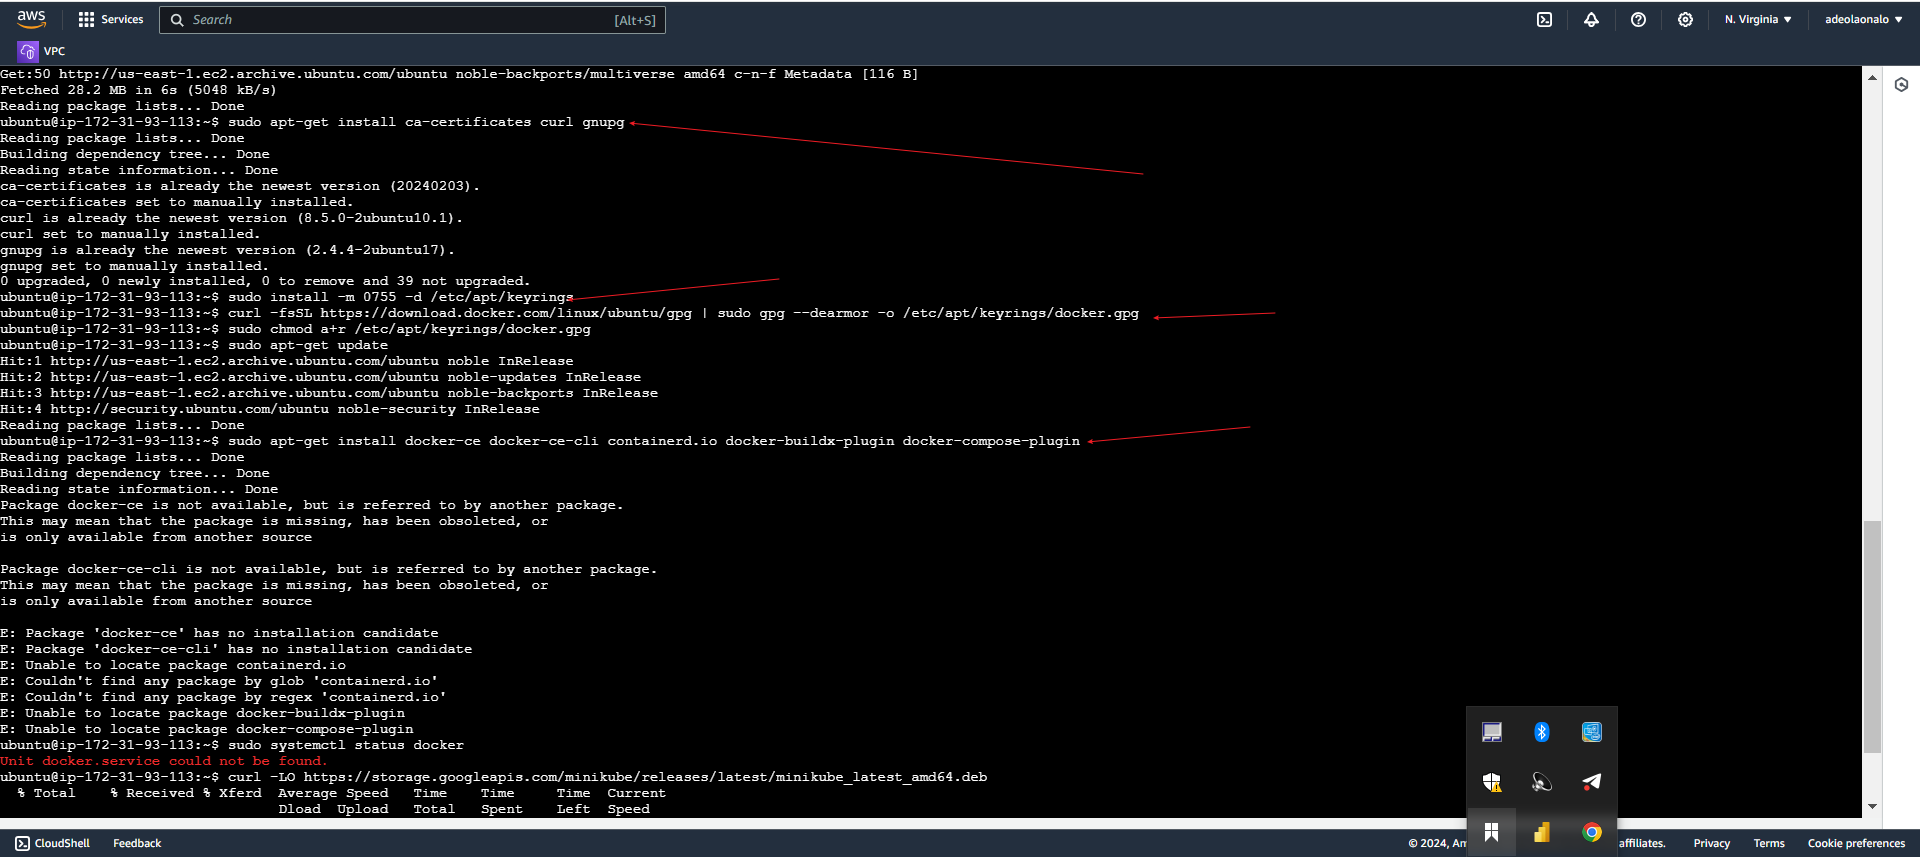 aws
Services
Search
[Alt+S]
N. Virginia
adeolaonalo
VPC
Get:50 http://us-east-1.ec2.archive.ubuntu.com/ubuntu noble-backports/multiverse amd64 c-n-f Metadata [116 B]
Fetched 28.2 MB in 6s (5048 kB/s)
Reading package lists... Done
ubuntu@ip-172-31-93-113:~$ sudo apt-get install ca-certificates curl gnupg
Reading package lists... Done
Building dependency tree... Done
Reading state information... Done
ca-certificates is already the newest version (20240203).
ca-certificates set to manually installed.
curl is already the newest version (8.5.0-2ubuntu10.1).
curl set to manually installed.
gnupg is already the newest version (2.4.4-2ubuntu17).
gnupg set to manually installed.
0 upgraded, 0 newly installed, 0 to remove and 39 not upgraded.
ubuntu@ip-172-31-93-113:~$ sudo install -m 0755 -d /etc/apt/keyrings
ubuntu@ip-172-31-93-113:~$ curl -fsSL https://download.docker.com/linux/ubuntu/gpg | sudo gpg --dearmor -o /etc/apt/keyrings/docker.gpg
ubuntu@ip-172-31-93-113:~$ sudo chmod a+r /etc/apt/keyrings/docker.gpg
ubuntu@ip-172-31-93-113:~$ sudo apt-get update
Hit:1 http://us-east-1.ec2.archive.ubuntu.com/ubuntu noble InRelease
Hit:2 http://us-east-1.ec2.archive.ubuntu.com/ubuntu noble-updates InRelease
Hit:3 http://us-east-1.ec2.archive.ubuntu.com/ubuntu noble-backports InRelease
Hit:4 http://security.ubuntu.com/ubuntu noble-security InRelease
Reading package lists... Done
ubuntu@ip-172-31-93-113:~$ sudo apt-get install docker-ce docker-ce-cli containerd.io docker-buildx-plugin docker-compose-plugin
Reading package lists... Done
Building dependency tree... Done
Reading state information... Done
Package docker-ce is not available, but is referred to by another package.
This may mean that the package is missing, has been obsoleted, or
is only available from another source
Package docker-ce-cli is not available, but is referred to by another package.
This may mean that the package is missing, has been obsoleted, or
is only available from another source
E: Package 'docker-ce' has no installation candidate
E: Package 'docker-ce-cli' has no installation candidate
E: Unable to locate package containerd.io
E: Couldn't find any package by glob 'containerd.io'
E: Couldn't find any package by regex 'containerd.io'
E: Unable to locate package docker-buildx-plugin
E: Unable to locate package docker-compose-plugin
ubuntu@ip-172-31-93-113:~$ sudo systemctl status docker
Unit docker.service could not be found.
ubuntu@ip-172-31-93-113:~$ curl -LO https://storage.googleapis.com/minikube/releases/latest/minikube_latest_amd64.deb
% Total % Received % Xferd Average Speed Time Time Time Current
Dload Upload Total Spent Left Speed
CloudShell
Feedback
© 2024, Am
affiliates.
Privacy
Terms
Cookie preferences